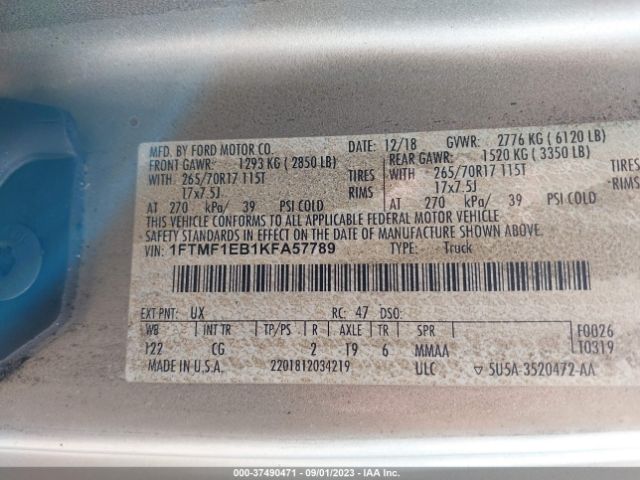 MFD. BY FORD MOTOR CO.
DATE: 12/18 GVWR: 2776 KG ( 6120 LB)
FRONT GAWR: 1293 KG ( 2850 LB)
REAR GAWR: 1520 KG ( 3350 LB)
WITH 265/70R17 115T TIRES
WITH 265/70R17 115T TIRES
17x7.5J RIMS
17x7.5J RIMS
AT 270 kPa/ 39 PSI COLD
AT 270 kPa/ 39 PSI COLD
THIS VEHICLE CONFORMS TO ALL APPLICABLE FEDERAL MOTOR VEHICLE
SAFETY STANDARDS IN EFFECT ON THE DATE OF MANUFACTURE SHOWN ABOVE.
VIN: 1FTMF1EB1KFA57789 TYPE: Truck
EXT PNT: UX RC: 47 DSO:
WB INT TR TP/PS R AXLE TR SPR F0026
122 CG 2 19 6 MMAA T0319
MADE IN U.S.A. 2201812034219 ULC ▽ 5U5A-3520472-AA
000-37490471 - 09/01/2023 - IAA Inc.